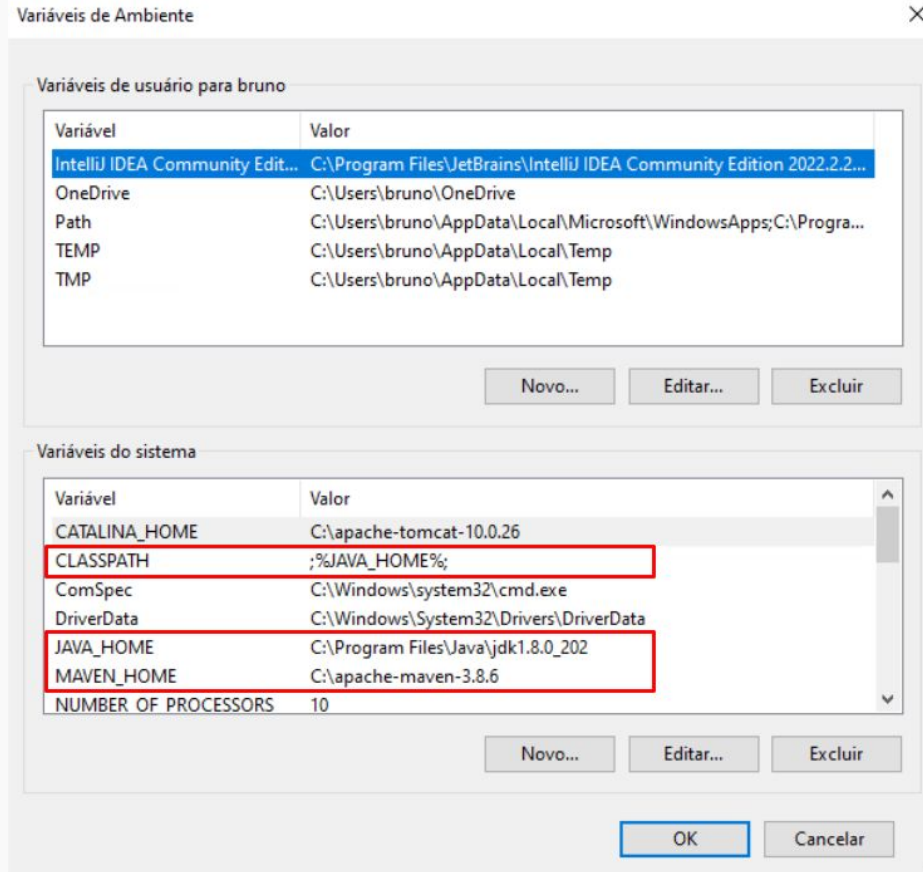 Variáveis de Ambiente
Variáveis de usuário para bruno
Variável Valor
IntelliJ IDEA Community Edit... C:\Program Files\JetBrains\IntelliJ IDEA Community Edition 2022.2.2...
OneDrive C:\Users\bruno\OneDrive
Path C:\Users\bruno\AppData\Local\Microsoft\WindowsApps;C:\Progra...
TEMP C:\Users\bruno\AppData\Local\Temp
TMP C:\Users\bruno\AppData\Local\Temp
Novo... Editar... Excluir
Variáveis do sistema
Variável Valor
CATALINA_HOME C:\apache-tomcat-10.0.26
CLASSPATH ;%JAVA_HOME%;
ComSpec C:\Windows\system32\cmd.exe
DriverData C:\Windows\System32\Drivers\DriverData
JAVA_HOME C:\Program Files\Java\jdk1.8.0_202
MAVEN_HOME C:\apache-maven-3.8.6
NUMBER_OF_PROCESSORS 10
Novo... Editar... Excluir
OK Cancelar